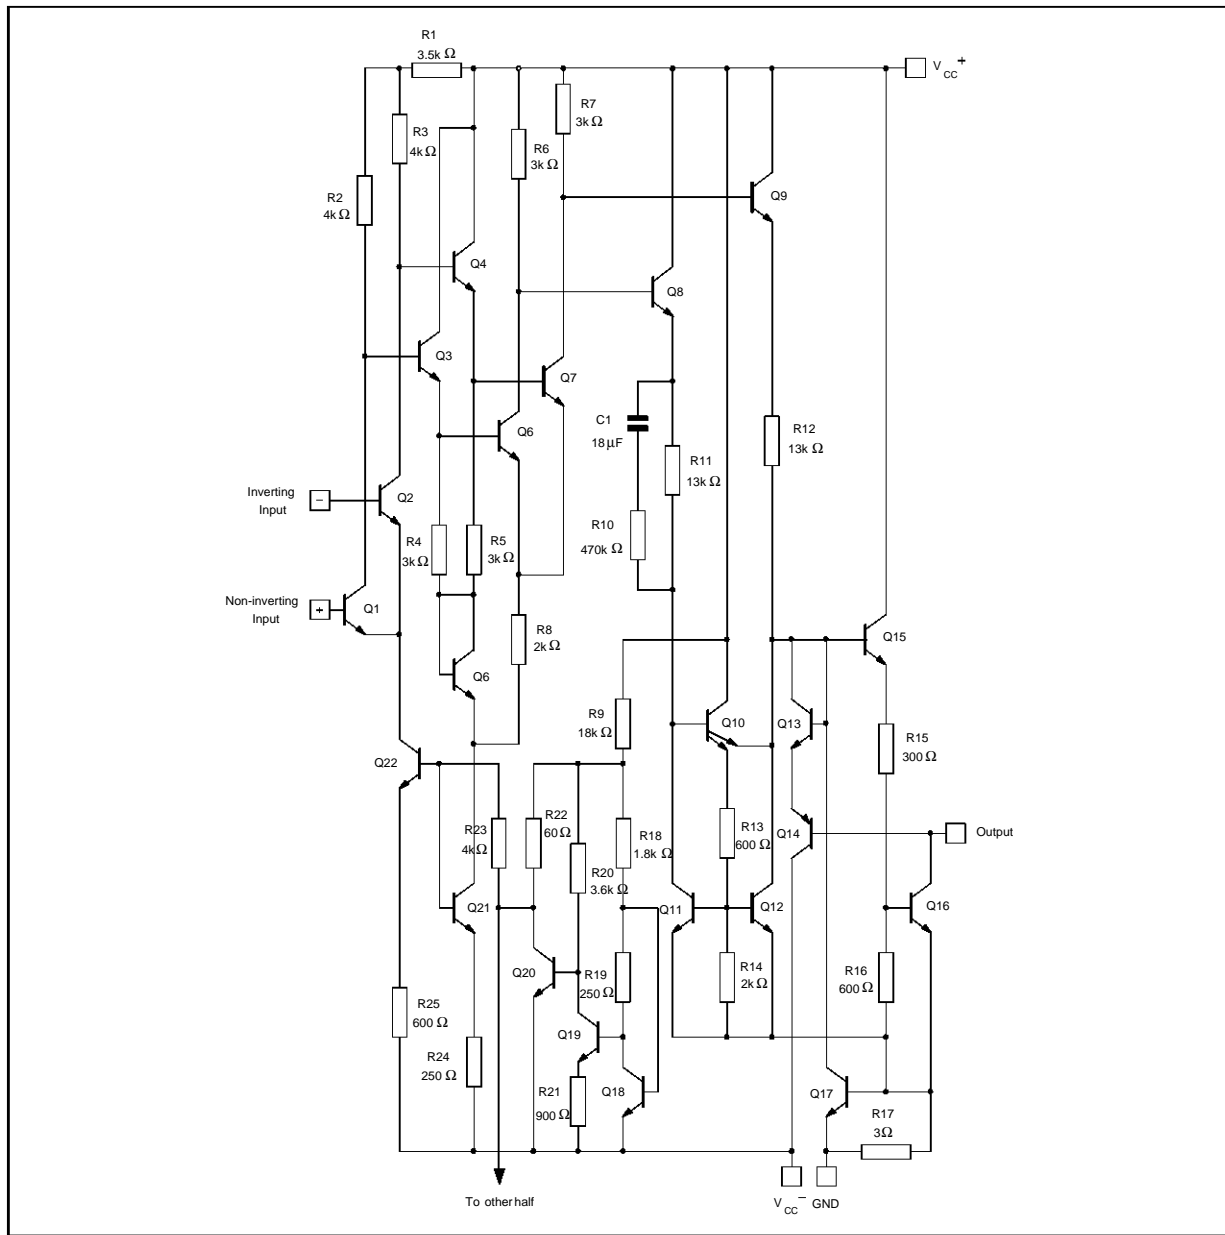 R1
3.5k Ω
V CC +
R7
3k Ω
R3
4k Ω
R6
3k Ω
R2
4k Ω
Q9
Q4
Q8
Q3
Q7
C1
18 µF
Q6
R12
13k Ω
R11
13k Ω
Inverting
Input
−
Q2
R10
470k Ω
R4
3k Ω
R5
3k Ω
Non-inverting
Input
+
Q1
R8
2k Ω
Q15
Q6
R9
18k Ω
Q10
Q13
R15
300 Ω
Q22
R22
60 Ω
R23
4k Ω
R18
1.8k Ω
R13
600 Ω
Q14
Output
R20
3.6k Ω
Q21
Q11
Q12
Q16
Q20
R19
250 Ω
R14
2k Ω
R16
600 Ω
R25
600 Ω
Q19
R24
250 Ω
R21
900 Ω
Q18
Q17
R17
3 Ω
To other half
V CC −
GND